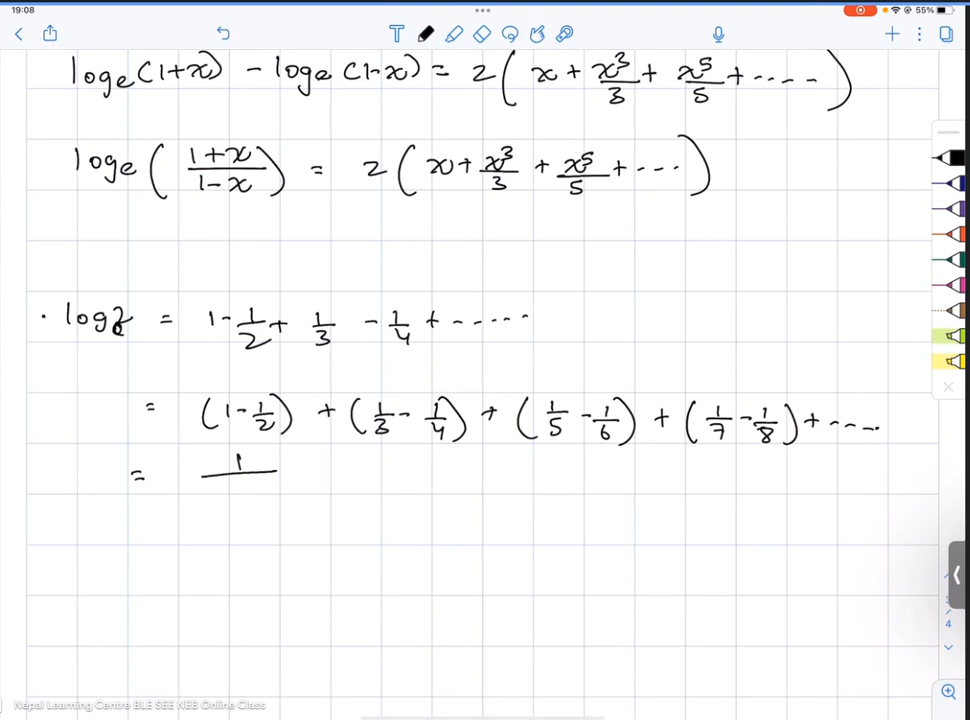 19:08 55%
logₑ(1+x) - logₑ(1-x) = 2(x + x³/3 + x⁵/5 + ....)
logₑ((1+x)/(1-x)) = 2(x + x³/3 + x⁵/5 + ....)
. logₑ2 = 1 - 1/2 + 1/3 - 1/4 + ......
= (1 - 1/2) + (1/3 - 1/4) + (1/5 - 1/6) + (1/7 - 1/8) + ....
= 1
4
Nepal Learning Centre BLE SEE NEB Online Class